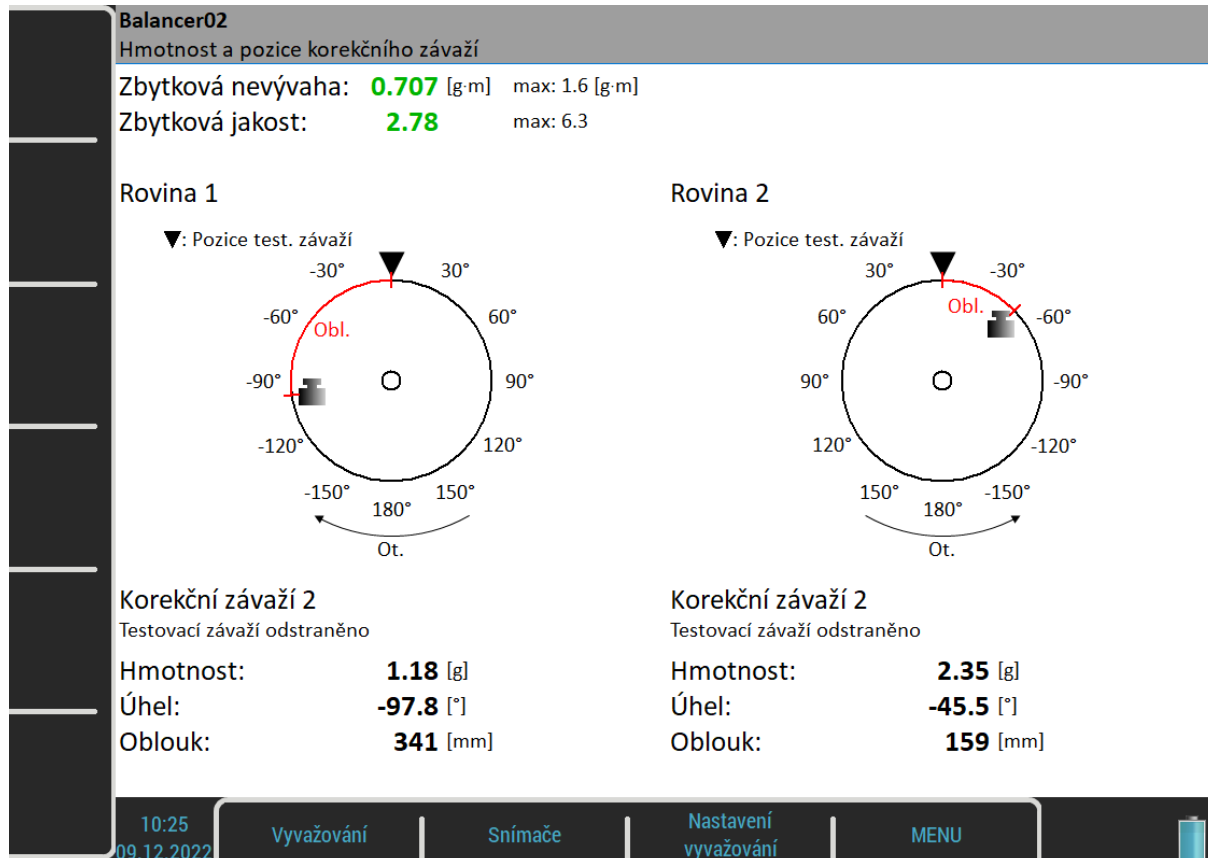 Balancer02
Hmotnost a pozice korekčního závaží
Zbytková nevývaha: 0.707 [g·m] max: 1.6 [g·m]
Zbytková jakost: 2.78 max: 6.3
Rovina 1
▼: Pozice test. závaží
-30° 30°
-60° 60°
Obl.
-90° 90°
-120° 120°
-150° 150°
180°
Ot.
Korekční závaží 2
Testovací závaží odstraněno
Hmotnost: 1.18 [g]
Úhel: -97.8 [°]
Oblouk: 341 [mm]
Rovina 2
▼: Pozice test. závaží
30° -30°
Obl.
60° -60°
90° -90°
120° -120°
150° -150°
180°
Ot.
Korekční závaží 2
Testovací závaží odstraněno
Hmotnost: 2.35 [g]
Úhel: -45.5 [°]
Oblouk: 159 [mm]
10:25
09.12.2022
Vyvažování
Snímače
Nastavení
vyvažování
MENU